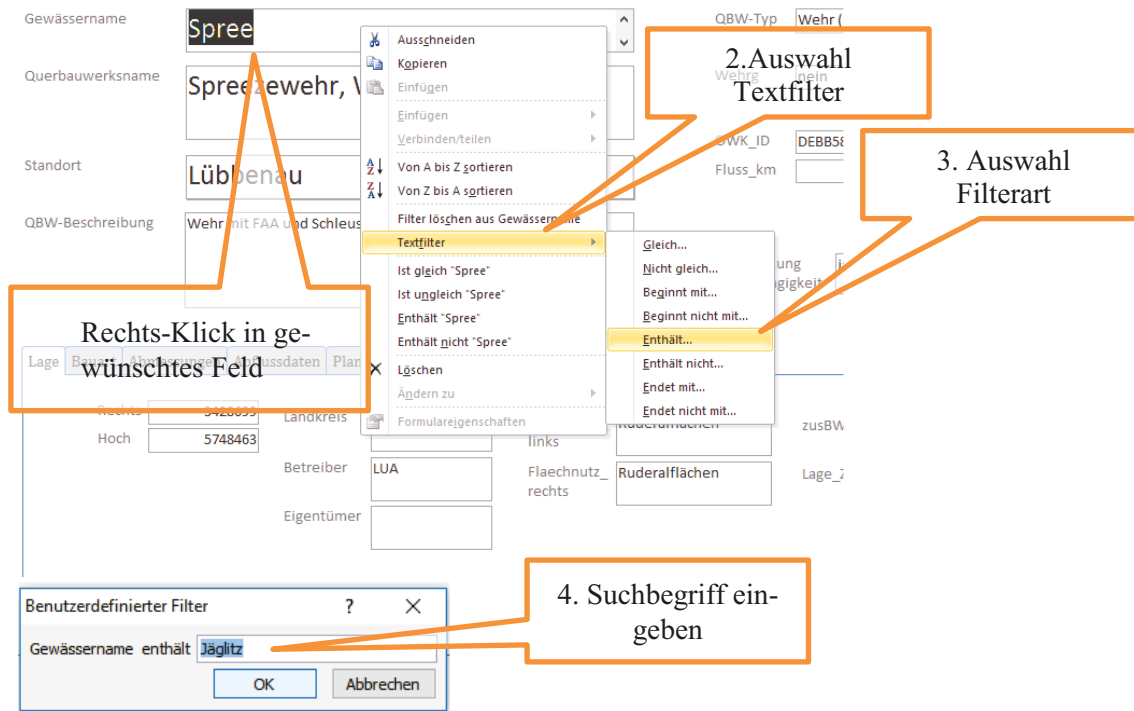 Gewässername
Spree
QBW-Typ
Wehr (
Querbauwerksname
Spreezewehr, V
Wehrg
nein
OWK_ID
DEBB58
Standort
Lübbenau
Fluss_km
QBW-Beschreibung
Wehr mit FAA und Schleus
Ausschneiden
Kopieren
Einfügen
Einfügen
Verbinden/teilen
Von A bis Z sortieren
Von Z bis A sortieren
Filter löschen aus Gewässername
Textfilter
Ist gleich "Spree"
Ist ungleich "Spree"
Enthält "Spree"
Enthält nicht "Spree"
Löschen
Ändern zu
Formulareigenschaften
Gleich...
Nicht gleich...
Beginnt mit...
Beginnt nicht mit...
Enthält...
Enthält nicht...
Endet mit...
Endet nicht mit...
2.Auswahl
Textfilter
3. Auswahl
Filterart
Rechts-Klick in ge-
wünschtes Feld
Lage Bauart Abmessungen Abflussdaten Plan
Rechts
Hoch
5748463
Landkreis
Betreiber
LUA
Eigentümer
links
Ruderalflächen
Flaechnutz_
rechts
Ruderalflächen
zusBW
Lage_Z
4. Suchbegriff ein-
geben
Benutzerdefinierter Filter
?
Gewässername enthält
Jäglitz
OK
Abbrechen